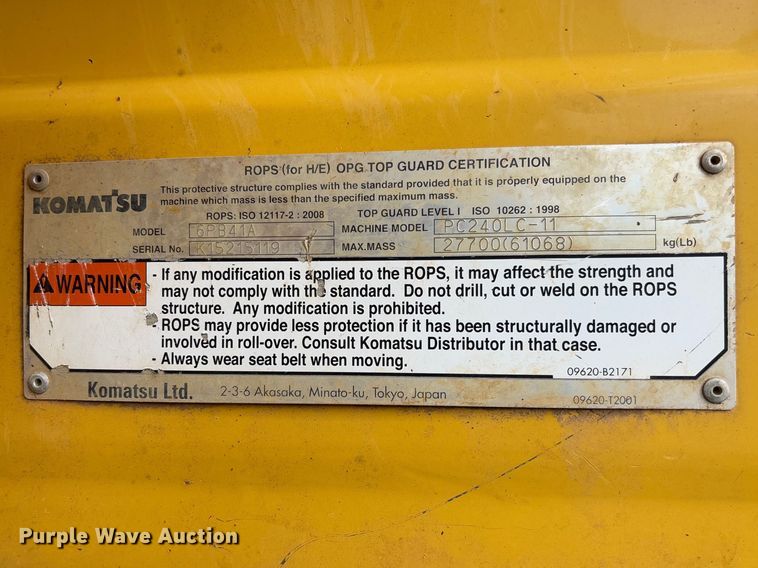 ROPS (for H/E) OPG TOP GUARD CERTIFICATION
KOMATSU
This protective structure complies with the standard provided that it is properly equipped on the
machine which mass is less than the specified maximum mass.
ROPS: ISO 12117-2 : 2008 TOP GUARD LEVEL I ISO 10262 : 1998
MODEL 6PB41A MACHINE MODEL PC240LC-11
SERIAL No. K15215119 MAX.MASS 27700(61068) kg(Lb)
WARNING
- If any modification is applied to the ROPS, it may affect the strength and
may not comply with the standard. Do not drill, cut or weld on the ROPS
structure. Any modification is prohibited.
- ROPS may provide less protection if it has been structurally damaged or
involved in roll-over. Consult Komatsu Distributor in that case.
- Always wear seat belt when moving.
09620-B2171
Komatsu Ltd. 2-3-6 Akasaka, Minato-ku, Tokyo, Japan 09620-T2001
Purple Wave Auction